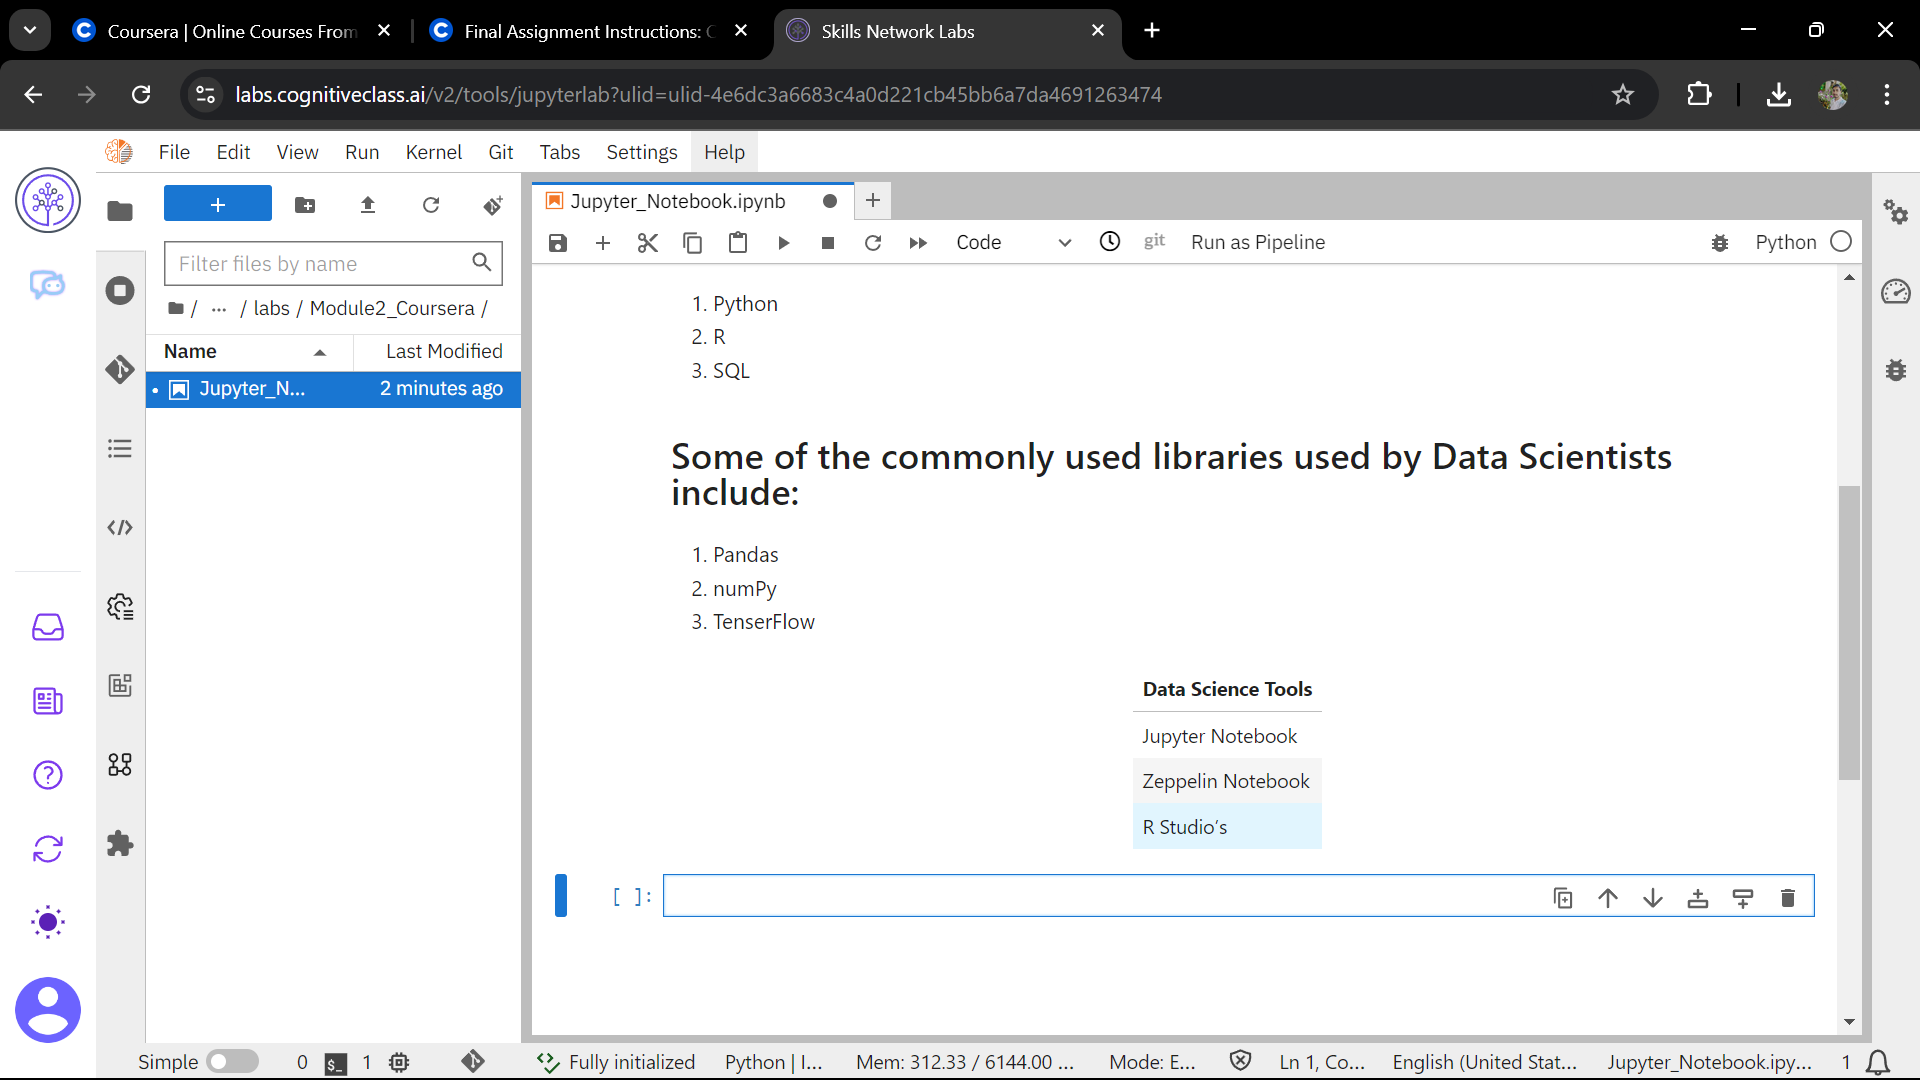 Coursera | Online Courses From
Final Assignment Instructions: C
Skills Network Labs
labs.cognitiveclass.ai/v2/tools/jupyterlab?ulid=ulid-4e6dc3a6683c4a0d221cb45bb6a7da4691263474
File Edit View Run Kernel Git Tabs Settings Help
Jupyter_Notebook.ipynb
Code
git
Run as Pipeline
Python
Filter files by name
/ ... / labs / Module2_Coursera /
Name Last Modified
Jupyter_N... 2 minutes ago
1. Python
2. R
3. SQL
Some of the commonly used libraries used by Data Scientists
include:
1. Pandas
2. numPy
3. TenserFlow
Data Science Tools
Jupyter Notebook
Zeppelin Notebook
R Studio's
[ ]:
Simple 0 $_ 1 Fully initialized Python | I... Mem: 312.33 / 6144.00 ... Mode: E... Ln 1, Co... English (United Stat... Jupyter_Notebook.ipy... 1